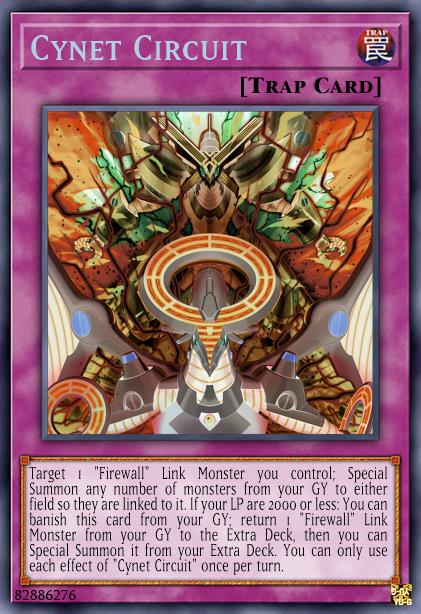 CYNET CIRCUIT
TRAP
罠
[TRAP CARD]
Target 1 "Firewall" Link Monster you control; Special
Summon any number of monsters from your GY to either
field so they are linked to it. If your LP are 2000 or less: You can
banish this card from your GY; return 1 "Firewall" Link
Monster from your GY to the Extra Deck, then you can
Special Summon it from your Extra Deck. You can only use
each effect of "Cynet Circuit" once per turn.
82886276